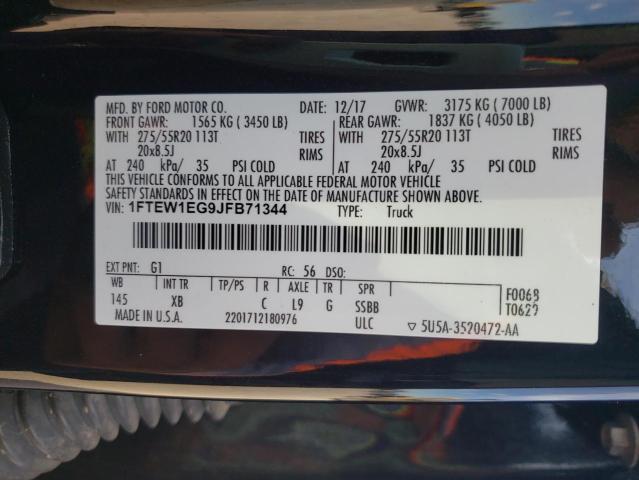 MFD. BY FORD MOTOR CO. DATE: 12/17 GVWR: 3175 KG ( 7000 LB)
FRONT GAWR: 1565 KG ( 3450 LB) REAR GAWR: 1837 KG ( 4050 LB)
WITH 275/55R20 113T TIRES WITH 275/55R20 113T TIRES
20x8.5J RIMS 20x8.5J RIMS
AT 240 kPa/ 35 PSI COLD AT 240 kPa/ 35 PSI COLD
THIS VEHICLE CONFORMS TO ALL APPLICABLE FEDERAL MOTOR VEHICLE
SAFETY STANDARDS IN EFFECT ON THE DATE OF MANUFACTURE SHOWN ABOVE.
VIN: 1FTEW1EG9JFB71344 TYPE: Truck
EXT PNT: G1 RC: 56 DSO:
WB INT TR TP/PS R AXLE TR SPR F0068
145 XB C L9 G SSBB T0629
MADE IN U.S.A. 2201712180976 ULC ▽ 5U5A-3520472-AA